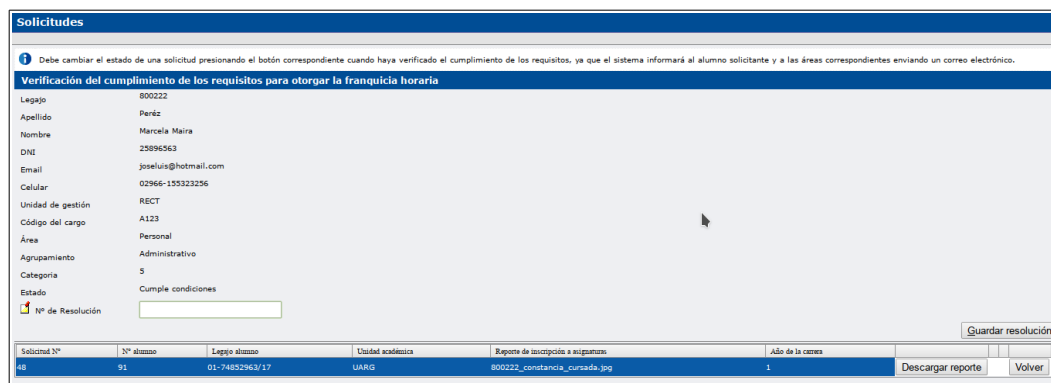 Solicitudes
Debe cambiar el estado de una solicitud presionando el botón correspondiente cuando haya verificado el cumplimiento de los requisitos, ya que el sistema informará al alumno solicitante y a las áreas correspondientes enviando un correo electrónico.
Verificación del cumplimiento de los requisitos para otorgar la franquicia horaria
Legajo 800222
Apellido Peréz
Nombre Marcela Maira
DNI 25896563
Email joseluis@hotmail.com
Celular 02966-155323256
Unidad de gestión RECT
Código del cargo A123
Área Personal
Agrupamiento Administrativo
Categoria 5
Estado Cumple condiciones
Nº de Resolución
Guardar resolución
Solicitud Nº Nº alumno Legajo alumno Unidad académica Reporte de inscripción a asignaturas Año de la carrera
48 91 01-74852963/17 UARG 800222_constancia_cursada.jpg 1 Descargar reporte Volver